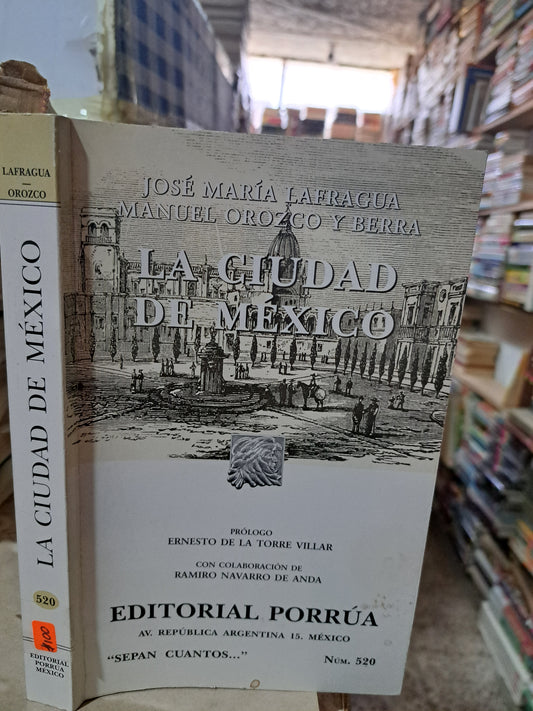 LAFRAGUA
OROZCO
LA CIUDAD DE MÉXICO
520
$100
EDITORIAL
PORRÚA
MÉXICO
JOSÉ MARÍA LAFRAGUA
MANUEL OROZCO Y BERRA
LA CIUDAD
DE MÉXICO
PRÓLOGO
ERNESTO DE LA TORRE VILLAR
CON COLABORACIÓN DE
RAMIRO NAVARRO DE ANDA
EDITORIAL PORRÚA
AV. REPÚBLICA ARGENTINA 15. MÉXICO
"SEPAN CUANTOS..." NÚM. 520